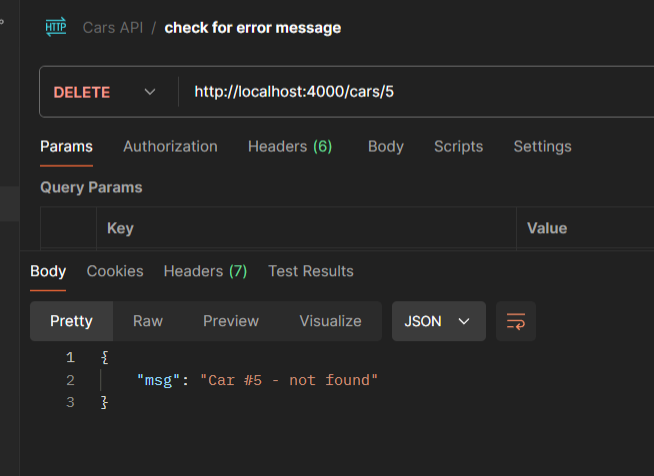 HTTP Cars API / check for error message
DELETE http://localhost:4000/cars/5
Params Authorization Headers (6) Body Scripts Settings
Query Params
Key Value
Body Cookies Headers (7) Test Results
Pretty Raw Preview Visualize JSON
1 {
2 "msg": "Car #5 - not found"
3 }